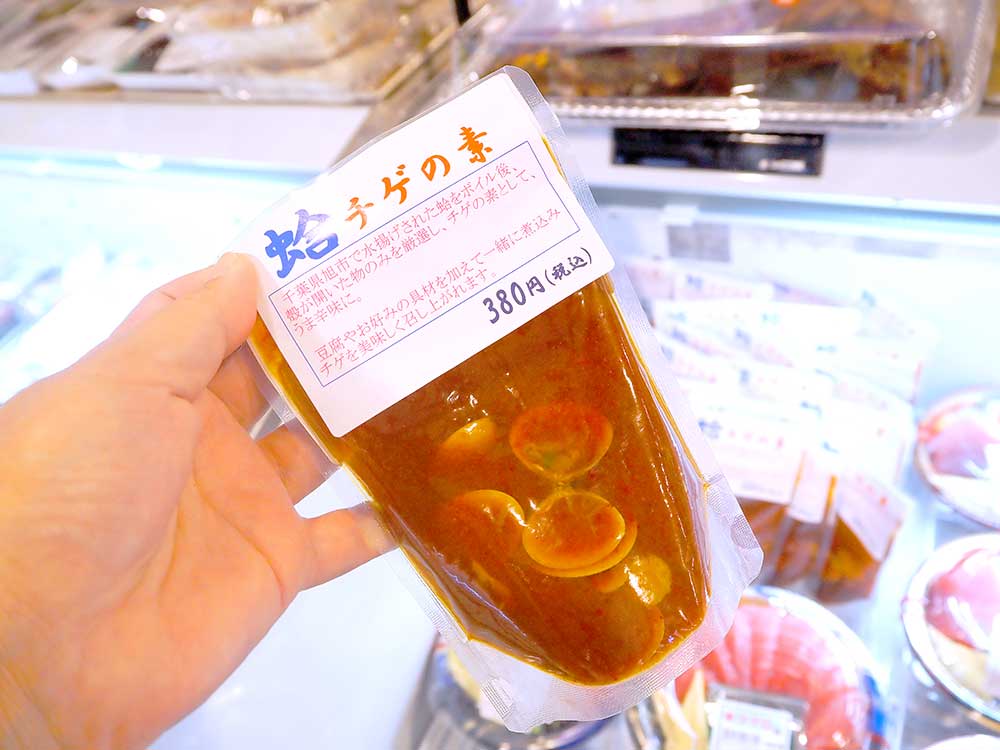 蛤チゲの素
千葉県旭市で水揚げされた蛤をボイル後、
殻が開いた物のみを厳選し、チゲの素として、
うま辛味に。
豆腐やお好みの具材を加えて一緒に煮込み
チゲを美味しく召し上がれます。
380円(税込)